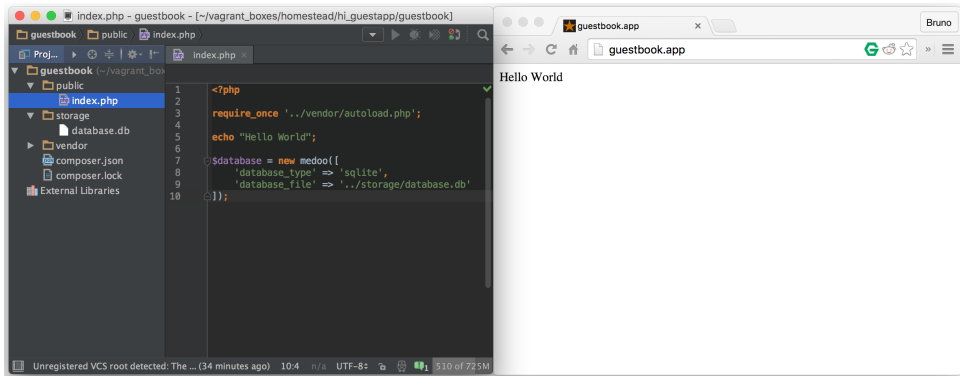 index.php - guestbook - [~/vagrant_boxes/homestead/hi_guestapp/guestbook]
guestbook public index.php
Proj... index.php
guestbook (~/vagrant_box
public
index.php
storage
database.db
vendor
composer.json
composer.lock
External Libraries
1 <?php
2
3 require_once '../vendor/autoload.php';
4
5 echo "Hello World";
6
7 $database = new medoo([
8 'database_type' => 'sqlite',
9 'database_file' => '../storage/database.db'
10 ]);
Unregistered VCS root detected: The ... (34 minutes ago) 10:4 n/a UTF-8 1 510 of 725M
guestbook.app Bruno
guestbook.app
Hello World